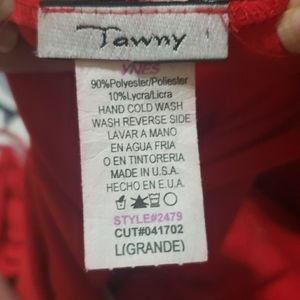 Tawny
YNES
90%Polyester/Poliester
10%Lycra/Licra
HAND COLD WASH
WASH REVERSE SIDE
LAVAR A MANO
EN AGUA FRIA
O EN TINTORERIA
MADE IN U.S.A.
HECHO EN E.U.A.
STYLE#2479
CUT#041702
L(GRANDE)